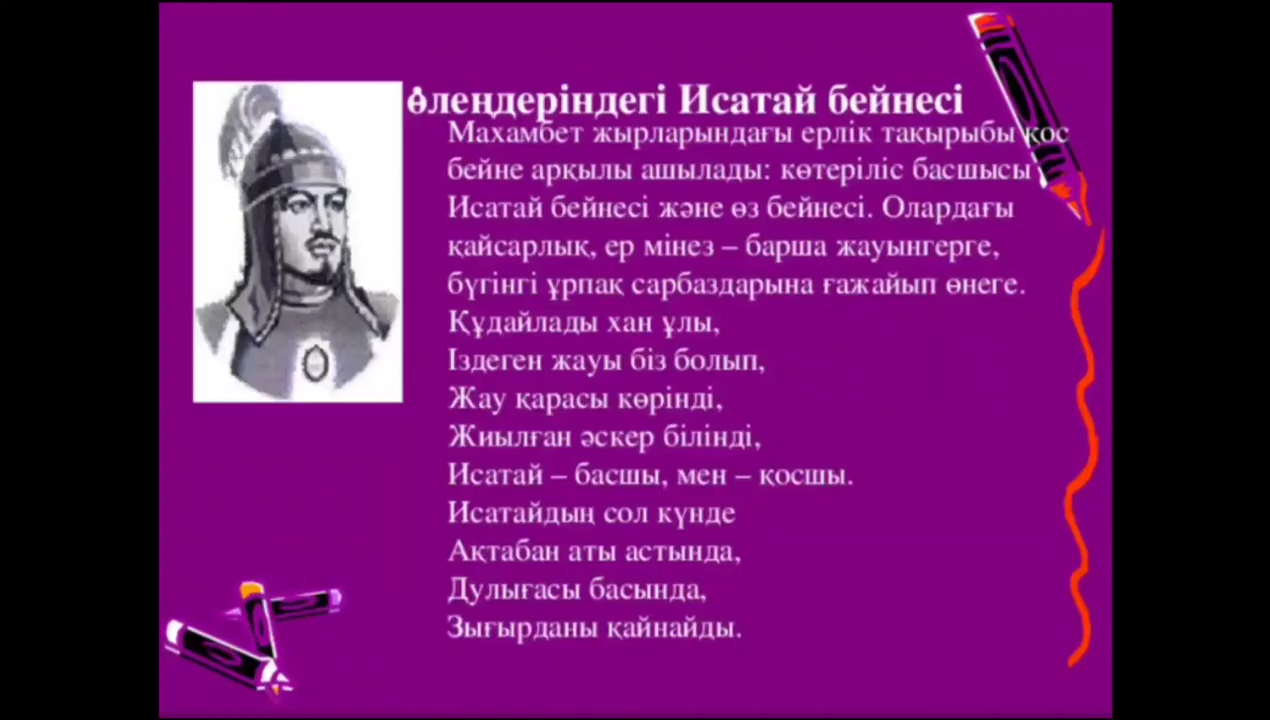 өлеңдеріндегі Исатай бейнесі
Махамбет жырларындағы ерлік тақырыбы қос
бейне арқылы ашылады: көтеріліс басшысы
Исатай бейнесі және өз бейнесі. Олардағы
қайсарлық, ер мінез – барша жауынгерге,
бүгінгі ұрпақ сарбаздарына ғажайып өнеге.
Құдайлады хан ұлы,
Іздеген жауы біз болып,
Жау қарасы көрінді,
Жиылған әскер білінді,
Исатай – басшы, мен – қосшы.
Исатайдың сол күнде
Ақтабан аты астында,
Дулығасы басында,
Зығырданы қайнайды.